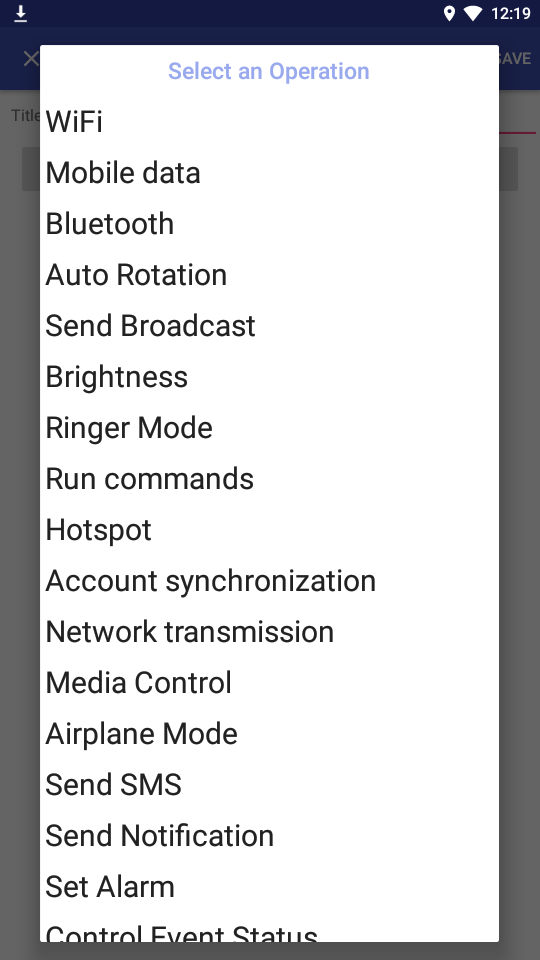 12:19
SAVE
Select an Operation
Title
WiFi
Mobile data
Bluetooth
Auto Rotation
Send Broadcast
Brightness
Ringer Mode
Run commands
Hotspot
Account synchronization
Network transmission
Media Control
Airplane Mode
Send SMS
Send Notification
Set Alarm
Control Event Status